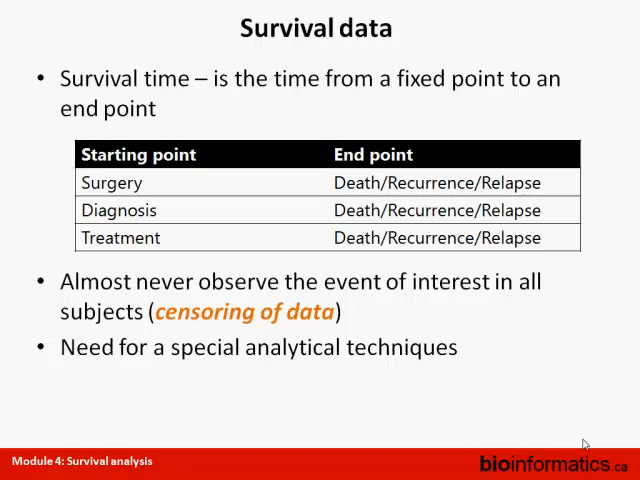 Survival data
• Survival time – is the time from a fixed point to an
end point
Starting point End point
Surgery Death/Recurrence/Relapse
Diagnosis Death/Recurrence/Relapse
Treatment Death/Recurrence/Relapse
• Almost never observe the event of interest in all
subjects (censoring of data)
• Need for a special analytical techniques
Module 4: Survival analysis
bioinformatics.ca